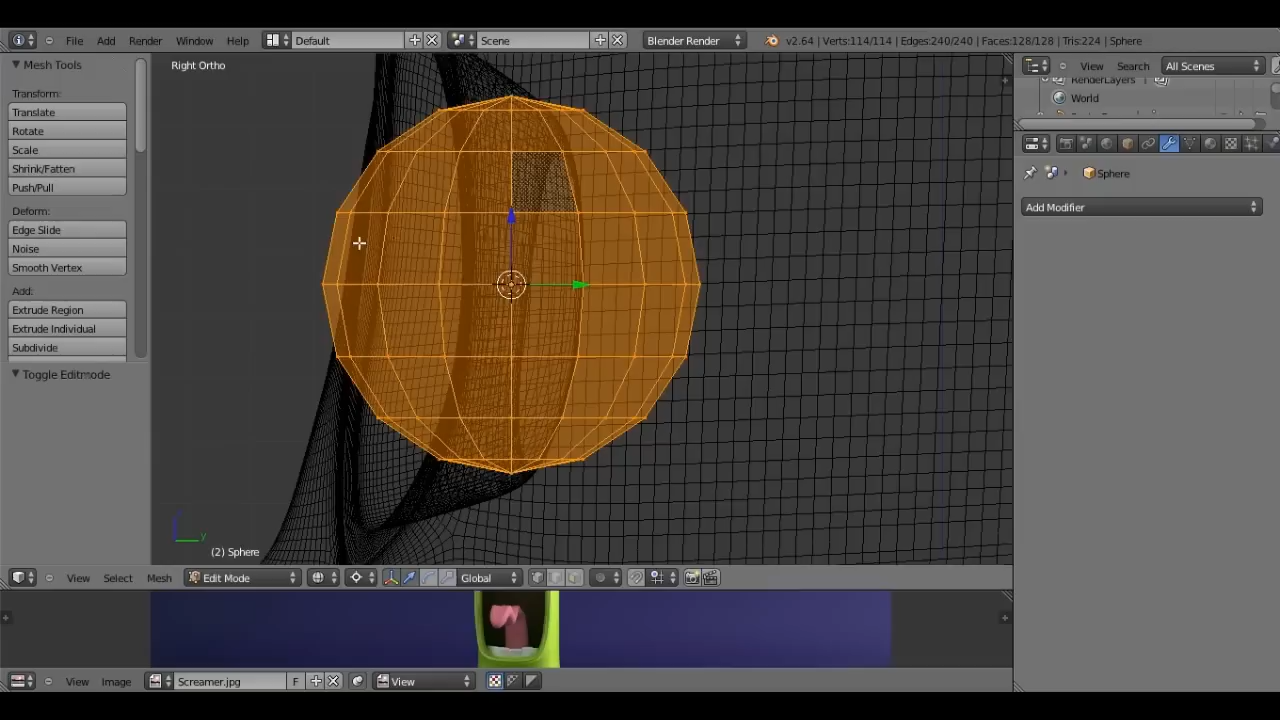 File Add Render Window Help Default Scene Blender Render v2.64 | Verts:114/114 | Edges:240/240 | Faces:128/128 | Tris:224 | Sphere
Mesh Tools
Transform:
Translate
Rotate
Scale
Shrink/Fatten
Push/Pull
Deform:
Edge Slide
Noise
Smooth Vertex
Add:
Extrude Region
Extrude Individual
Subdivide
Toggle Editmode
Right Ortho
z
y
(2) Sphere
View Search All Scenes
RenderLayers
World
Sphere
Add Modifier
View Select Mesh Edit Mode Global
View Image Screamer.jpg F View